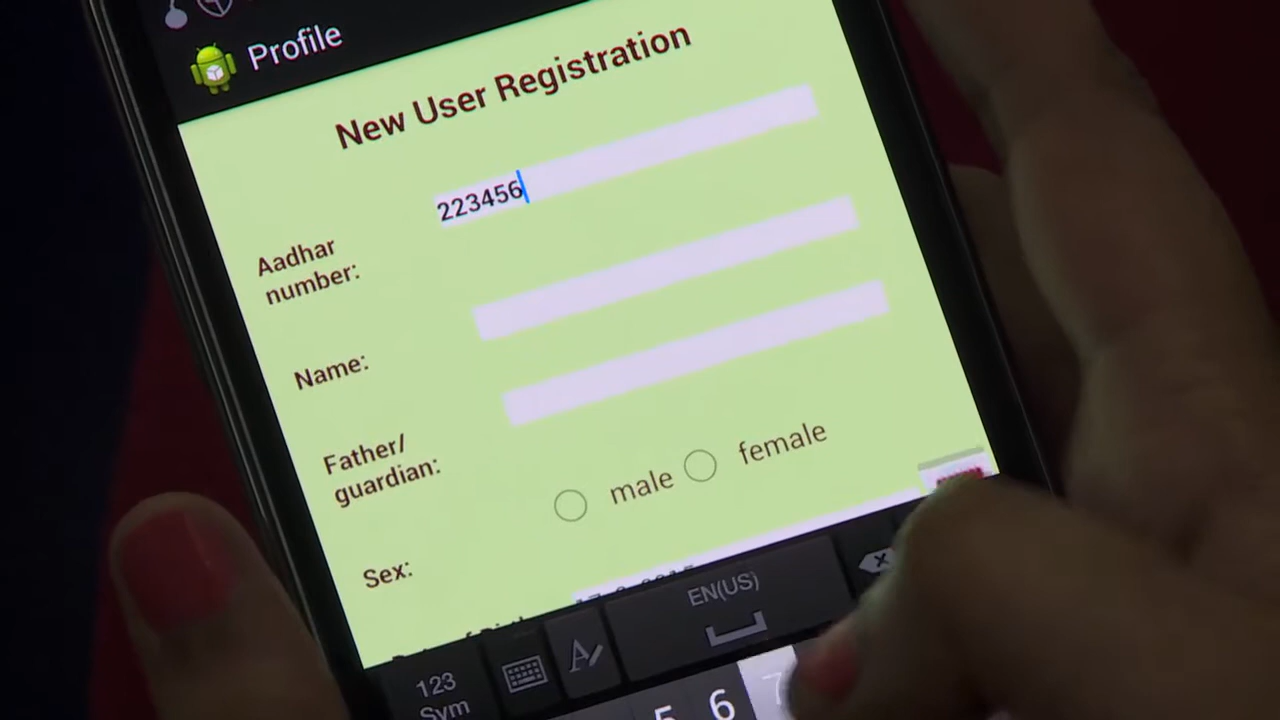 Profile
New User Registration
223456
Aadhar
number:
Name:
Father/
guardian:
male female
Sex:
EN(US)
123
Sym
5 6 7